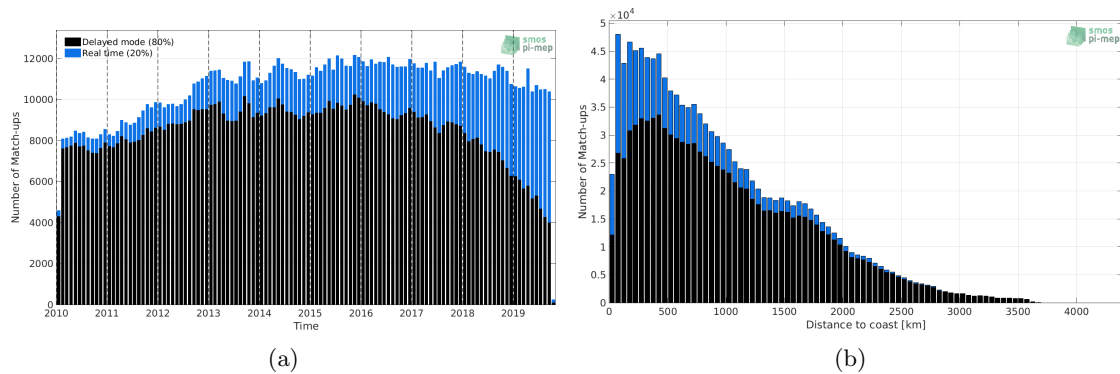 Delayed mode (80%)
Real time (20%)
smos
pi-mep
12000
10000
8000
6000
4000
2000
0
Number of Match-ups
2010 2011 2012 2013 2014 2015 2016 2017 2018 2019
Time
(a)
×10⁴
smos
pi-mep
5
4.5
4
3.5
3
2.5
2
1.5
1
0.5
0
Number of Match-ups
0 500 1000 1500 2000 2500 3000 3500 4000
Distance to coast [km]
(b)